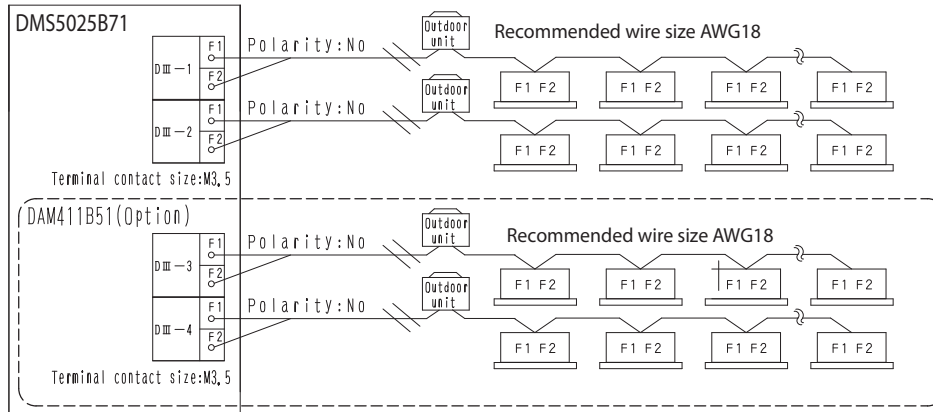 DMS5025B71
Outdoor
unit
Recommended wire size AWG18
DⅢ-1
F1
F2
Polarity:No
F1 F2
F1 F2
F1 F2
F1 F2
Outdoor
unit
DⅢ-2
F1
F2
Polarity:No
F1 F2
F1 F2
F1 F2
F1 F2
Terminal contact size:M3.5
DAM411B51(Option)
Outdoor
unit
Recommended wire size AWG18
DⅢ-3
F1
F2
Polarity:No
F1 F2
F1 F2
F1 F2
F1 F2
Outdoor
unit
DⅢ-4
F1
F2
Polarity:No
F1 F2
F1 F2
F1 F2
F1 F2
Terminal contact size:M3.5